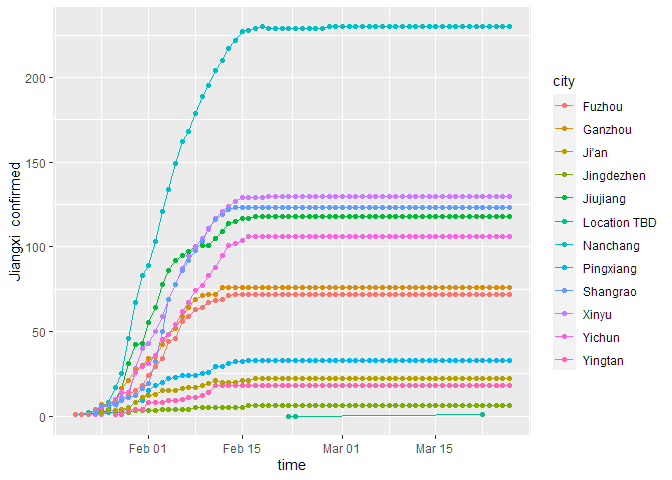 200
150
100
50
0
Jiangxi confirmed
Feb 01
Feb 15
Mar 01
Mar 15
time
city
Fuzhou
Ganzhou
Ji'an
Jingdezhen
Jiujiang
Location TBD
Nanchang
Pingxiang
Shangrao
Xinyu
Yichun
Yingtan